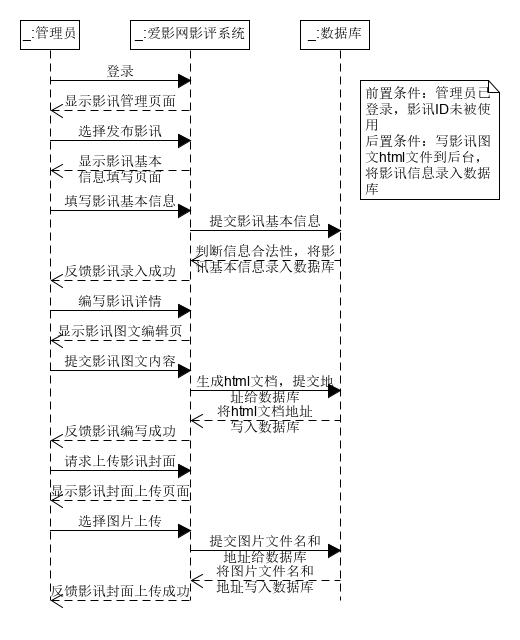 _:管理员
_:爱影网影评系统
_:数据库
登录
显示影讯管理页面
选择发布影讯
显示影讯基本
信息填写页面
填写影讯基本信息
提交影讯基本信息
判断信息合法性，将影
讯基本信息录入数据库
反馈影讯录入成功
编写影讯详情
显示影讯图文编辑页
提交影讯图文内容
生成html文档，提交地
址给数据库
将html文档地址
写入数据库
反馈影讯编写成功
请求上传影讯封面
显示影讯封面上传页面
选择图片上传
提交图片文件名和
地址给数据库
将图片文件名和
地址写入数据库
反馈影讯封面上传成功
前置条件：管理员已
登录，影讯ID未被使
用
后置条件：写影讯图
文html文件到后台，
将影讯信息录入数据
库